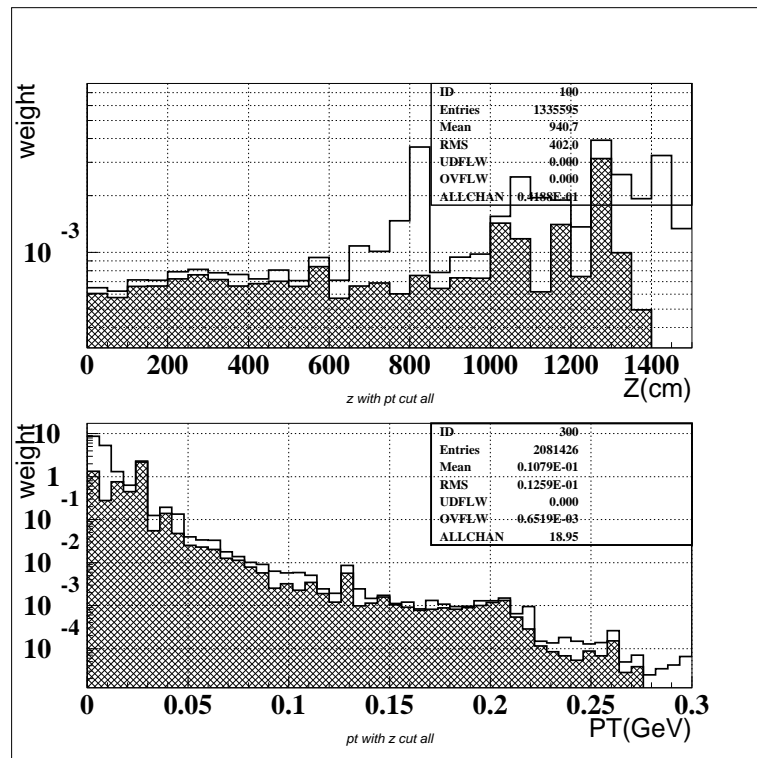 weight
ID 100
Entries 1335595
Mean 940.7
RMS 402.0
UDFLW 0.000
OVFLW 0.000
ALLCHAN 0.4188E-01
10 -3
0 200 400 600 800 1000 1200 1400
Z(cm)
z with pt cut all
weight
ID 300
Entries 2081426
Mean 0.1079E-01
RMS 0.1259E-01
UDFLW 0.000
OVFLW 0.6519E-03
ALLCHAN 18.95
10
1
10 -1
10 -2
10 -3
10 -4
0 0.05 0.1 0.15 0.2 0.25 0.3
PT(GeV)
pt with z cut all